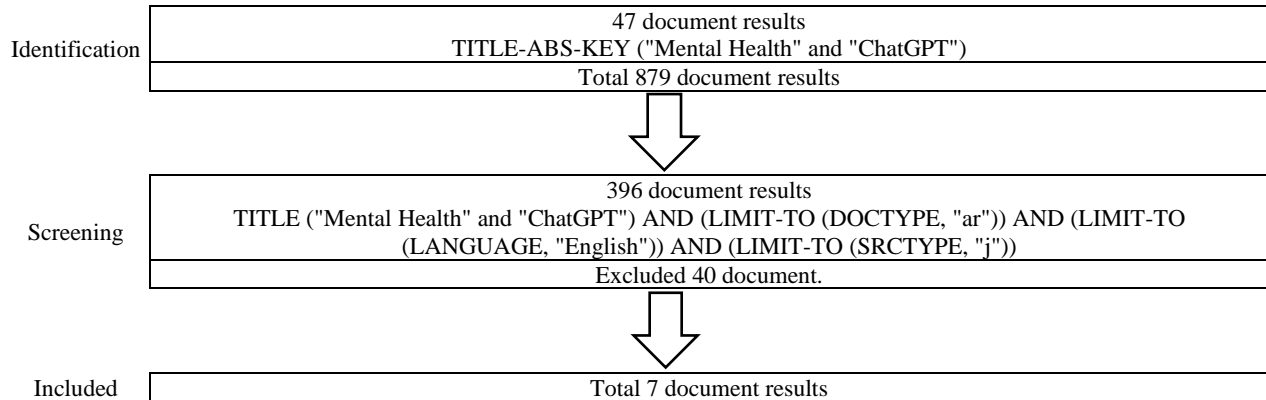 Identification
47 document results
TITLE-ABS-KEY ("Mental Health" and "ChatGPT")
Total 879 document results
Screening
396 document results
TITLE ("Mental Health" and "ChatGPT") AND (LIMIT-TO (DOCTYPE, "ar")) AND (LIMIT-TO
(LANGUAGE, "English")) AND (LIMIT-TO (SRCTYPE, "j"))
Excluded 40 document.
Included
Total 7 document results